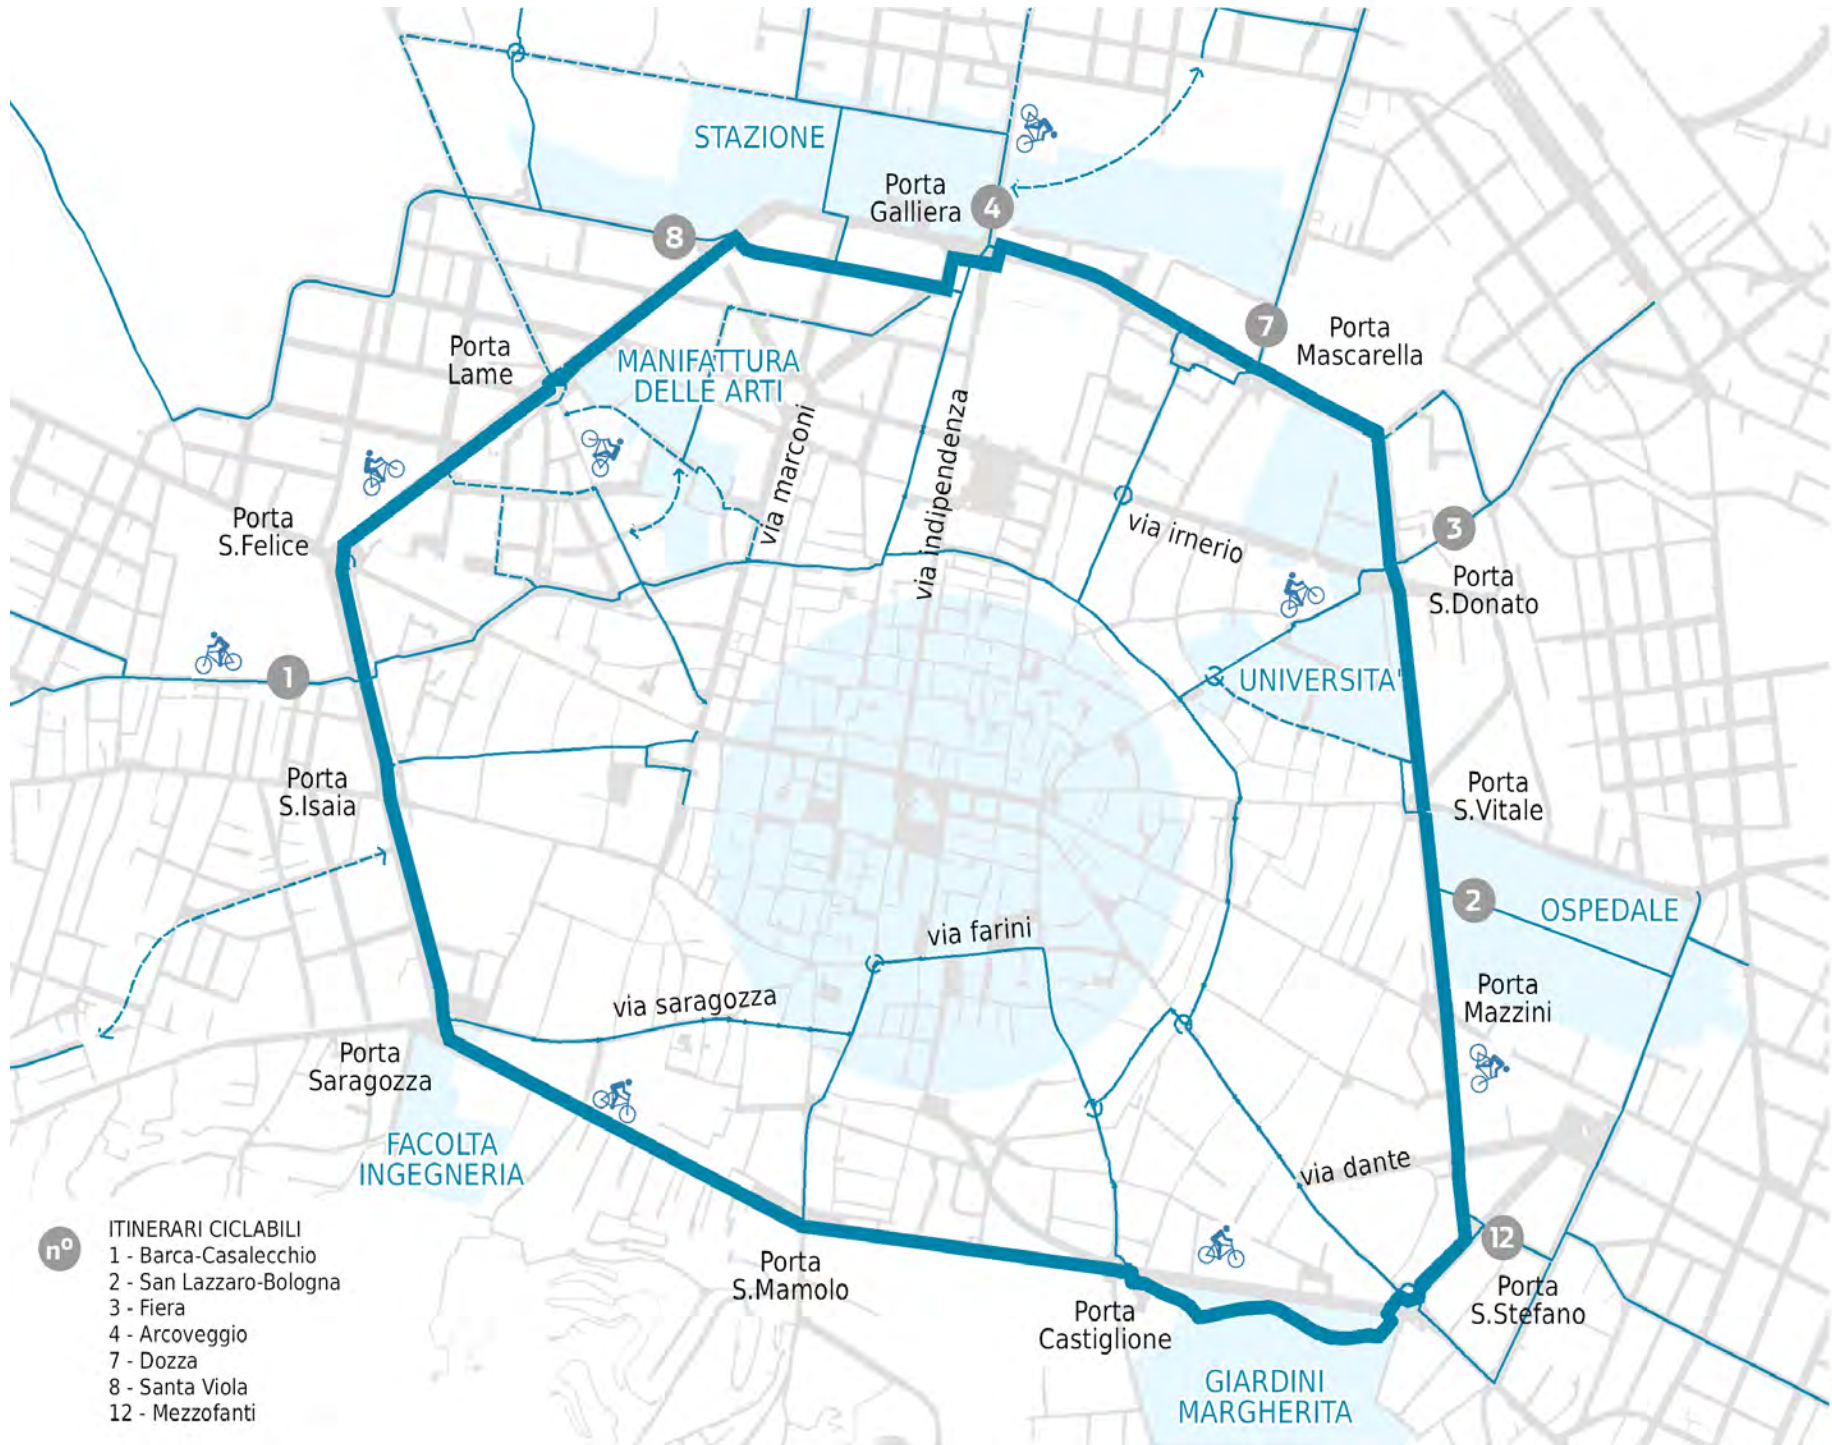 STAZIONE
Porta
Galliera
4
8
7
Porta
Mascarella
Porta
Lame
MANIFATTURA
DELLE ARTI
via marconi
via indipendenza
via irnerio
3
Porta
S.Felice
Porta
S.Donato
1
UNIVERSITA'
Porta
S.Isaia
Porta
S.Vitale
2
OSPEDALE
via farini
via saragozza
Porta
Mazzini
Porta
Saragozza
FACOLTA
INGEGNERIA
via dante
12
Porta
S.Stefano
Porta
S.Mamolo
Porta
Castiglione
GIARDINI
MARGHERITA
nº
ITINERARI CICLABILI
1 - Barca-Casalecchio
2 - San Lazzaro-Bologna
3 - Fiera
4 - Arcoveggio
7 - Dozza
8 - Santa Viola
12 - Mezzofanti